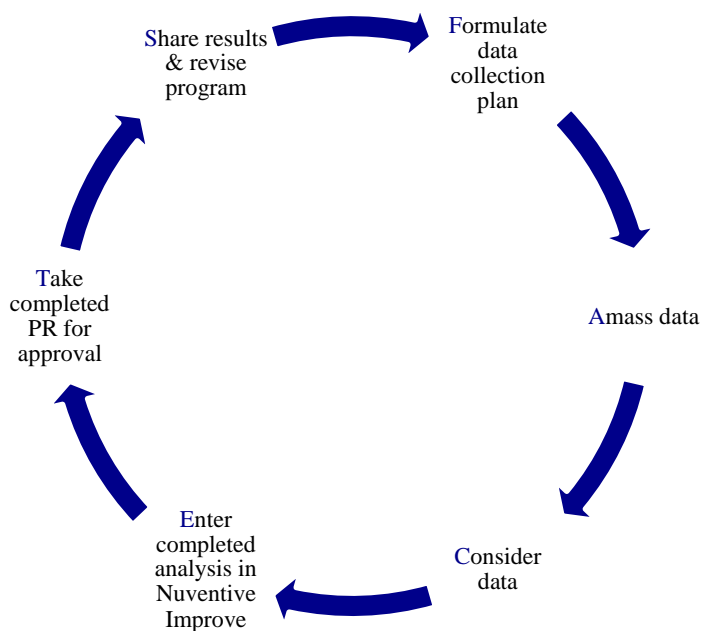 Formulate
data
collection
plan
Amass data
Consider
data
Enter
completed
analysis in
Nuventive
Improve
Take
completed
PR for
approval
Share results
& revise
program